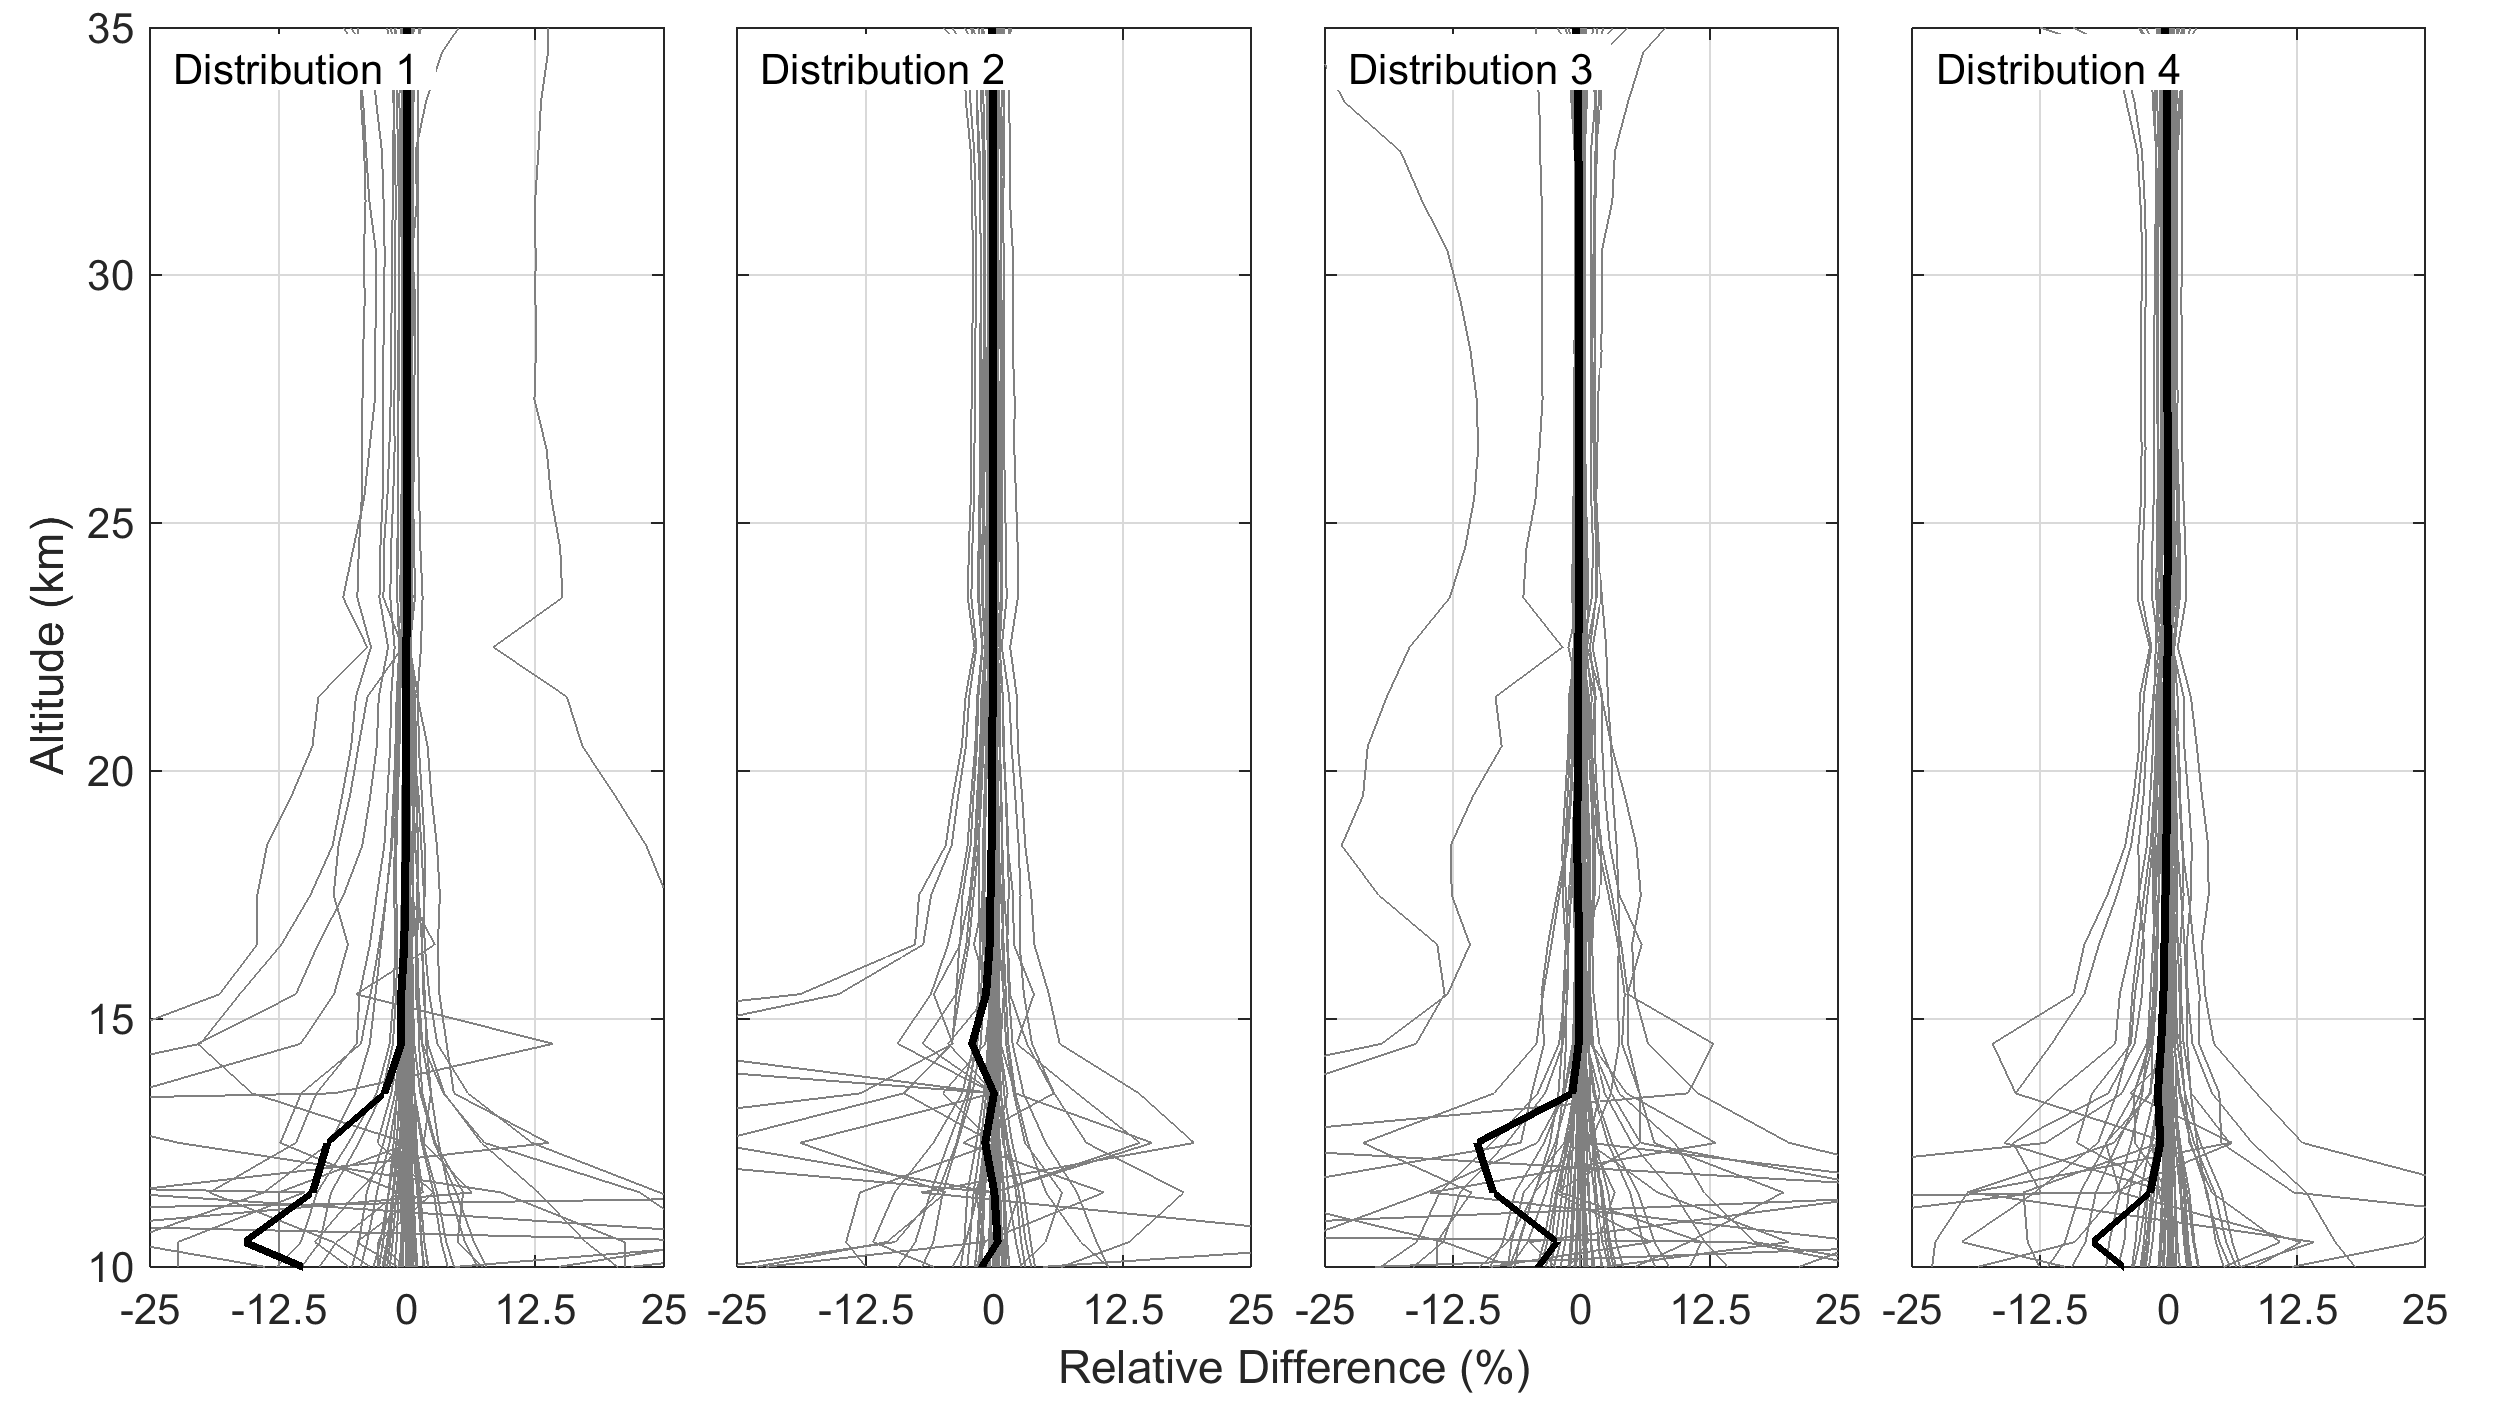 Distribution 1
Distribution 2
Distribution 3
Distribution 4
35
30
25
20
15
10
Altitude (km)
-25 -12.5 0 12.5 25 -25 -12.5 0 12.5 25 -25 -12.5 0 12.5 25 -25 -12.5 0 12.5 25
Relative Difference (%)